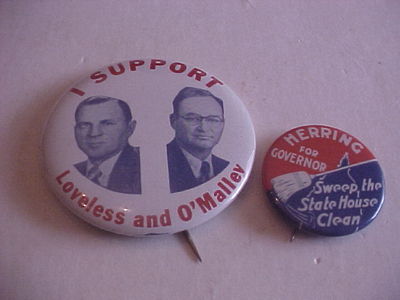 I SUPPORT
Loveless and O'Malley
HERRING
FOR
GOVERNOR
Sweep the
State House
Clean